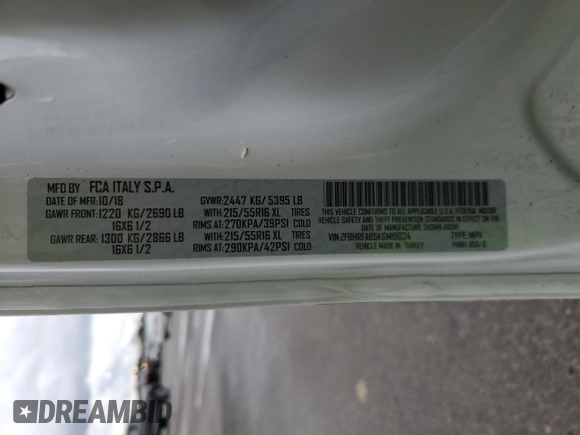 MFD BY FCA ITALY S.P.A.
DATE OF MFR:10/18 GVWR:2447 KG/5395 LB
GAWR FRONT:1220 KG/2690 LB WITH:215/55R16 XL TIRES
16X6 1/2 RIMS AT:270KPA/39PSI COLD
GAWR REAR:1300 KG/2866 LB WITH:215/55R16 XL TIRES
16X6 1/2 RIMS AT:290KPA/42PSI COLD
THIS VEHICLE CONFORMS TO ALL APPLICABLE U.S.A. FEDERAL MOTOR
VEHICLE SAFETY AND THEFT PREVENTION STANDARDS IN EFFECT ON THE
DATE OF MANUFACTURE SHOWN ABOVE
TYPE:MPV
VEHICLE MADE IN: TURKEY
DREAMBID